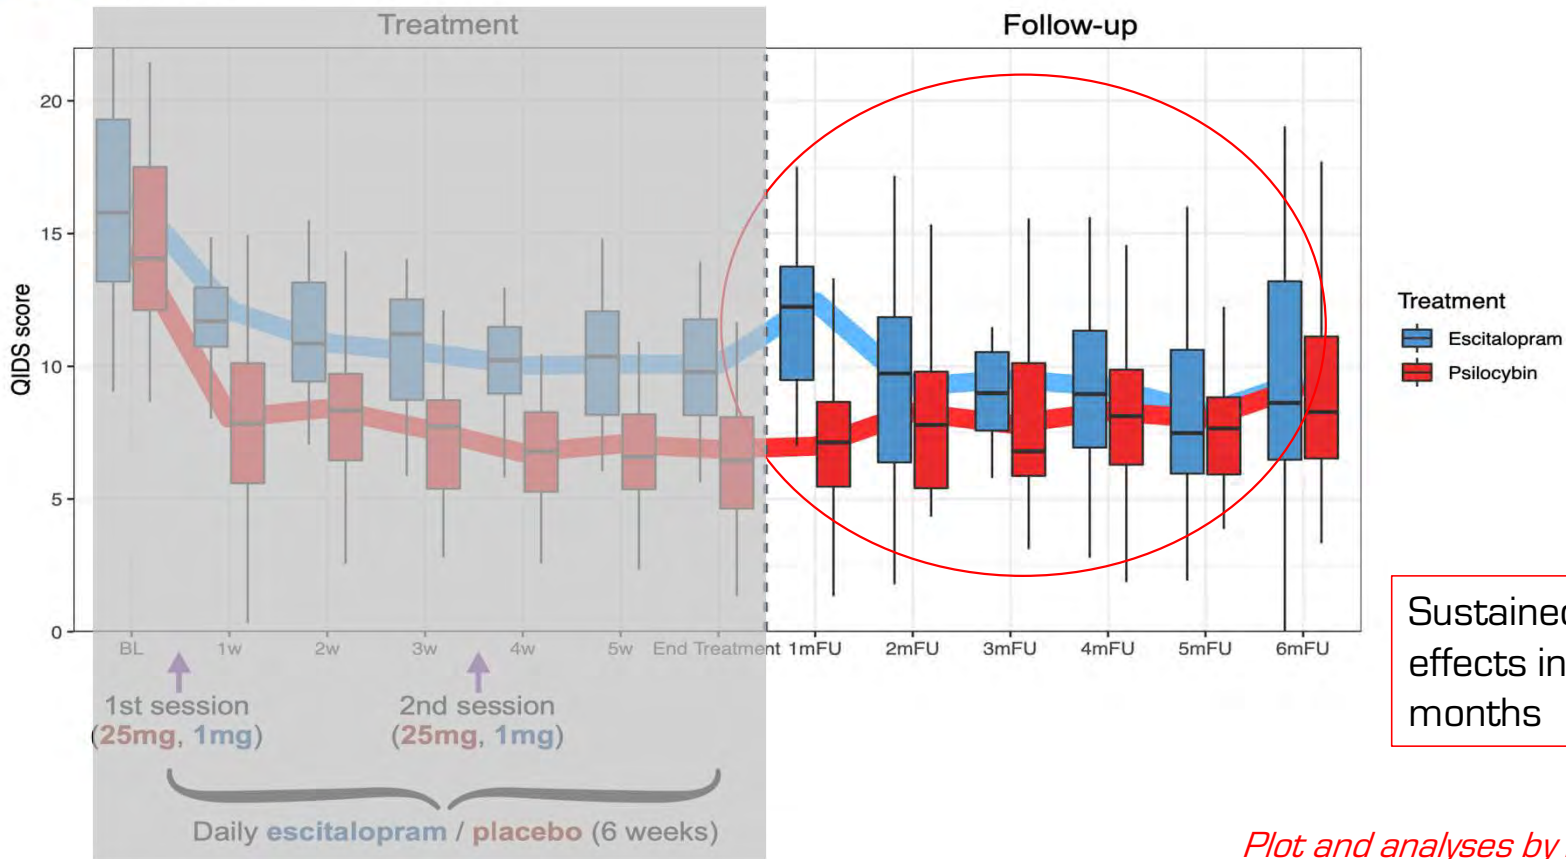 Treatment
Follow-up
20
15
10
5
0
QIDS score
BL 1w 2w 3w 4w 5w End Treatment 1mFU 2mFU 3mFU 4mFU 5mFU 6mFU
1st session
(25mg, 1mg)
2nd session
(25mg, 1mg)
Daily escitalopram / placebo (6 weeks)
Treatment
Escitalopram
Psilocybin
Sustained
effects in
months
Plot and analyses by